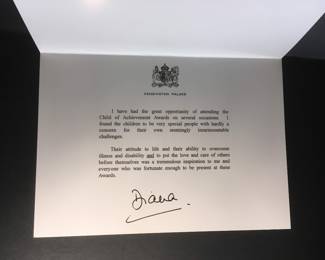 KENSINGTON PALACE
I have had the great opportunity of attending the
Child of Achievement Awards on several occasions. I
found the children to be very special people with hardly a
concern for their own, seemingly insurmountable
challenges.
Their attitude to life and their ability to overcome
illness and disability and to put the love and care of others
before themselves was a tremendous inspiration to me and
everyone who was fortunate enough to be present at these
Awards.
Diana